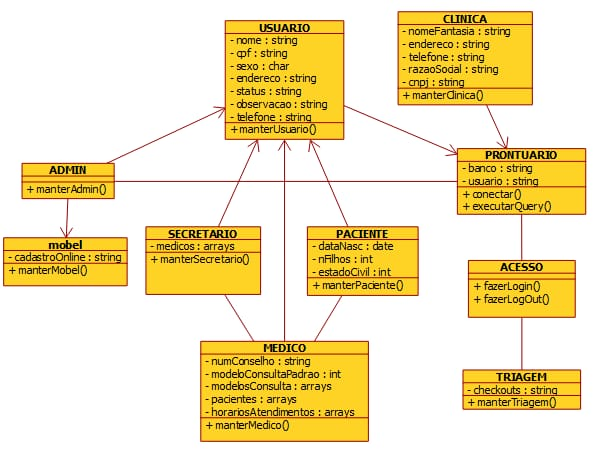 USUARIO
- nome : string
- cpf : string
- sexo : char
- endereco : string
- status : string
- observacao : string
- telefone : string
+ manterUsuario()
CLINICA
- nomeFantasia : string
- endereco : string
- telefone : string
- razaoSocial : string
- cnpj : string
+ manterClinica()
ADMIN
+ manterAdmin()
PRONTUARIO
- banco : string
- usuario : string
+ conectar()
+ executarQuery()
mobel
- cadastroOnline : string
+ manterMobel()
SECRETARIO
- medicos : arrays
+ manterSecretario()
PACIENTE
- dataNasc : date
- nFilhos : int
- estadoCivil : int
+ manterPaciente()
ACESSO
+ fazerLogin()
+ fazerLogOut()
MEDICO
- numConselho : string
- modeloConsultaPadrao : int
- modelosConsulta : arrays
- pacientes : arrays
- horariosAtendimentos : arrays
+ manterMedico()
TRIAGEM
- checkouts : string
+ manterTriagem()